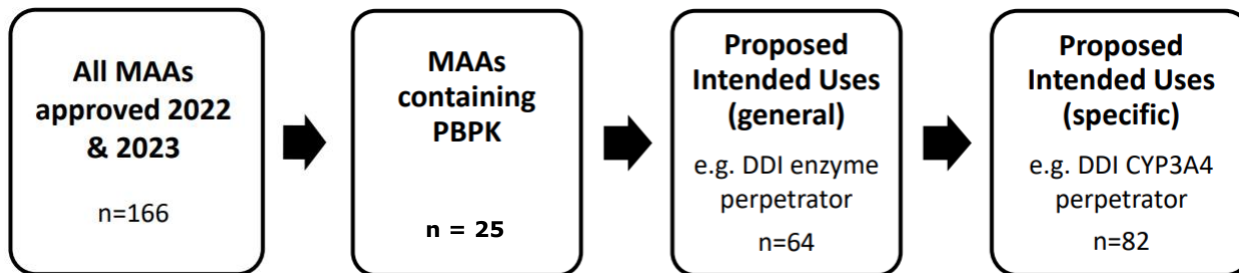 All MAAs
approved 2022
& 2023
n=166
MAAs
containing
PBPK
n = 25
Proposed
Intended Uses
(general)
e.g. DDI enzyme
perpetrator
n=64
Proposed
Intended Uses
(specific)
e.g. DDI CYP3A4
perpetrator
n=82